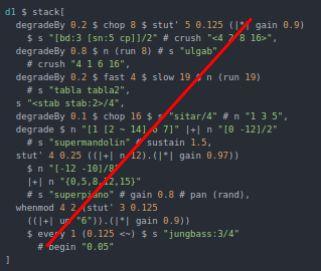 d1 $ stack[
degradeBy 0.2 $ chop 8 $ stut' 5 0.125 (|*| gain 0.9)
$ s "[bd:3 [sn:5 cp]]/2" # crush "<4 2 8 16>",
degradeBy 0.8 $ n (run 8) # s "ulgab"
# crush "4 1 6 16",
degradeBy 0.2 $ fast 4 $ slow 19 $ n (run 19)
# s "tabla tabla2",
s "<stab stab:2>/4",
degradeBy 0.1 $ chop 16 $ s "sitar/4" # n "1 3 5",
degrade $ n "[1 [2 ~ 14] 7]" |+| n "[0 -12]/2"
# s "supermandolin" # sustain 1.5,
stut' 4 0.25 ((|+| n 12).(|*| gain 0.97))
$ n "[-12 -10]/8"
|+| n "{0,5,8,12,15}"
# s "superpiano" # gain 0.8 # pan (rand),
whenmod 4 2 (stut' 3 0.125
((|+| up "6")).(|*| gain 0.9))
$ every 1 (0.125 <~) $ s "jungbass:3/4"
# begin "0.05"
]